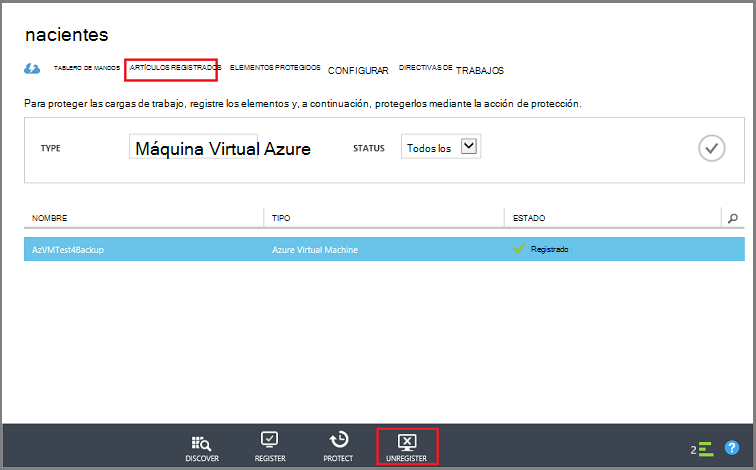 nacientes
TABLERO DE MANDOS ARTÍCULOS REGISTRADOS ELEMENTOS PROTEGIDOS CONFIGURAR DIRECTIVAS DE TRABAJOS
Para proteger las cargas de trabajo, registre los elementos y, a continuación, protegerlos mediante la acción de protección.
TYPE Máquina Virtual Azure STATUS Todos los
NOMBRE TIPO ESTADO
AzVMTest4Backup Azure Virtual Machine Registrado
DISCOVER REGISTER PROTECT UNREGISTER 2 ?